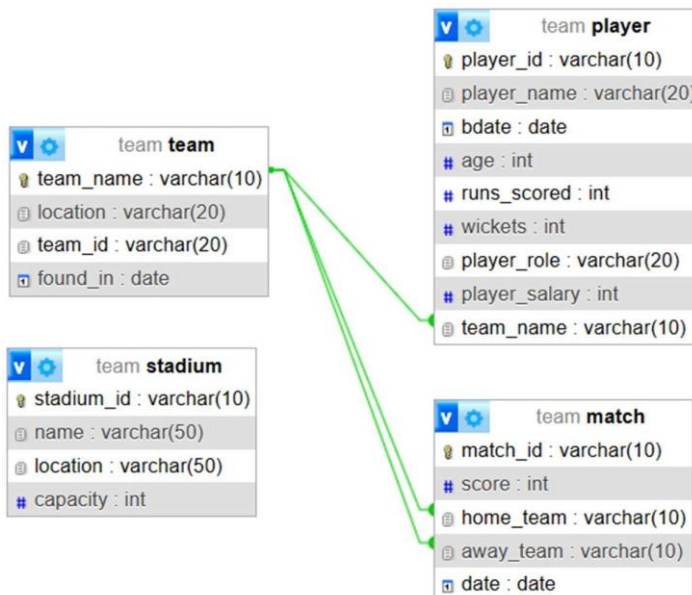 team team
team_name : varchar(10)
location : varchar(20)
team_id : varchar(20)
found_in : date
team stadium
stadium_id : varchar(10)
name : varchar(50)
location : varchar(50)
capacity : int
team player
player_id : varchar(10)
player_name : varchar(20)
bdate : date
age : int
runs_scored : int
wickets : int
player_role : varchar(20)
player_salary : int
team_name : varchar(10)
team match
match_id : varchar(10)
score : int
home_team : varchar(10)
away_team : varchar(10)
date : date